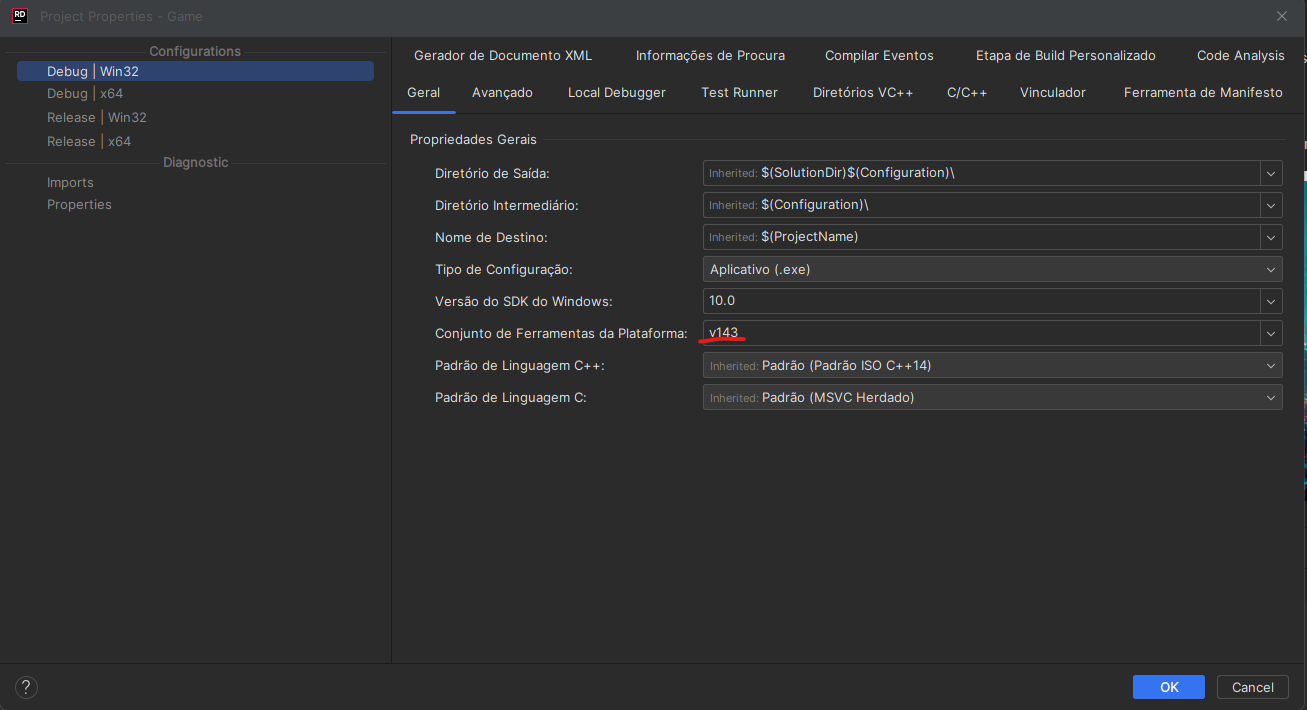 RD Project Properties - Game
Configurations
Debug | Win32
Debug | x64
Release | Win32
Release | x64
Diagnostic
Imports
Properties
Gerador de Documento XML Informações de Procura Compilar Eventos Etapa de Build Personalizado Code Analysis
Geral Avançado Local Debugger Test Runner Diretórios VC++ C/C++ Vinculador Ferramenta de Manifesto
Propriedades Gerais
Diretório de Saída: Inherited: $(SolutionDir)$(Configuration)\
Diretório Intermediário: Inherited: $(Configuration)\
Nome de Destino: Inherited: $(ProjectName)
Tipo de Configuração: Aplicativo (.exe)
Versão do SDK do Windows: 10.0
Conjunto de Ferramentas da Plataforma: v143
Padrão de Linguagem C++: Inherited: Padrão (Padrão ISO C++14)
Padrão de Linguagem C: Inherited: Padrão (MSVC Herdado)
? OK Cancel